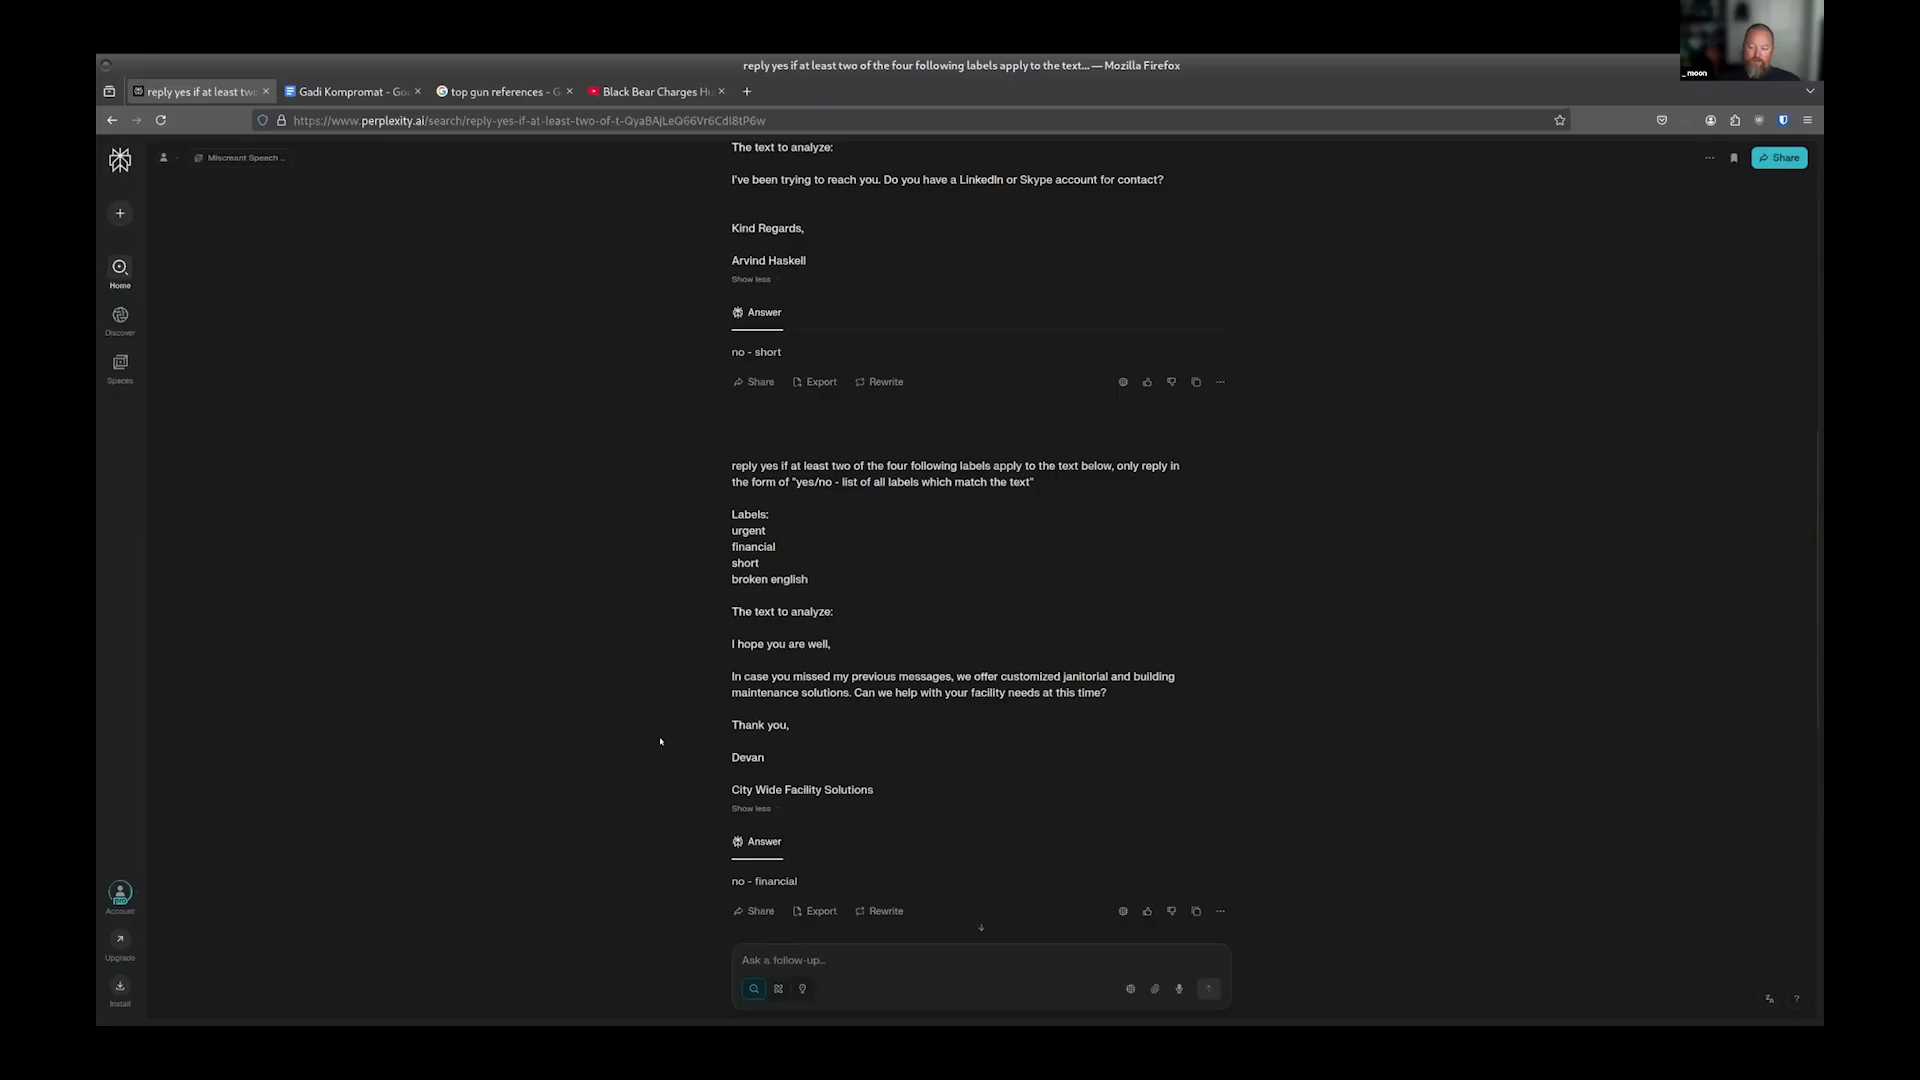 _ moon
reply yes if at least two of the four following labels apply to the text... — Mozilla Firefox
reply yes if at least two
Gadi Kompromat - Goo
top gun references - G
Black Bear Charges Hu
https://www.perplexity.ai/search/reply-yes-if-at-least-two-of-t-QyaBAjLeQ66Vr6CdI8tP6w
Miscreant Speech ...
Share
Home
Discover
Spaces
The text to analyze:
I've been trying to reach you. Do you have a LinkedIn or Skype account for contact?
Kind Regards,
Arvind Haskell
Show less
Answer
no - short
Share Export Rewrite
reply yes if at least two of the four following labels apply to the text below, only reply in
the form of "yes/no - list of all labels which match the text"
Labels:
urgent
financial
short
broken english
The text to analyze:
I hope you are well,
In case you missed my previous messages, we offer customized janitorial and building
maintenance solutions. Can we help with your facility needs at this time?
Thank you,
Devan
City Wide Facility Solutions
Show less
Answer
no - financial
Share Export Rewrite
Ask a follow-up...
pro
Account
Upgrade
Install